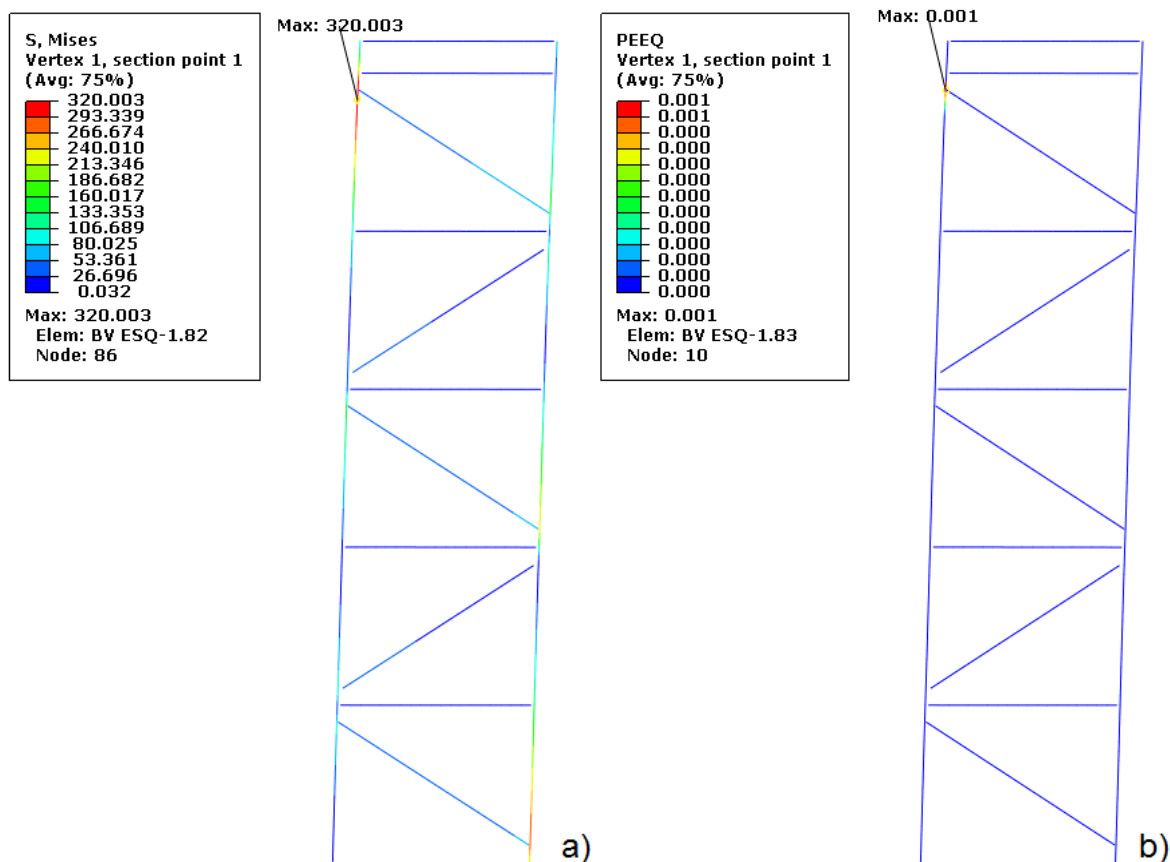 S, Mises
Vertex 1, section point 1
(Avg: 75%)
320.003
293.339
266.674
240.010
213.346
186.682
160.017
133.353
106.689
80.025
53.361
26.696
0.032
Max: 320.003
Elem: BV ESQ-1.82
Node: 86
Max: 320.003
a)
PEEQ
Vertex 1, section point 1
(Avg: 75%)
0.001
0.001
0.000
0.000
0.000
0.000
0.000
0.000
0.000
0.000
0.000
0.000
0.000
Max: 0.001
Elem: BV ESQ-1.83
Node: 10
Max: 0.001
b)